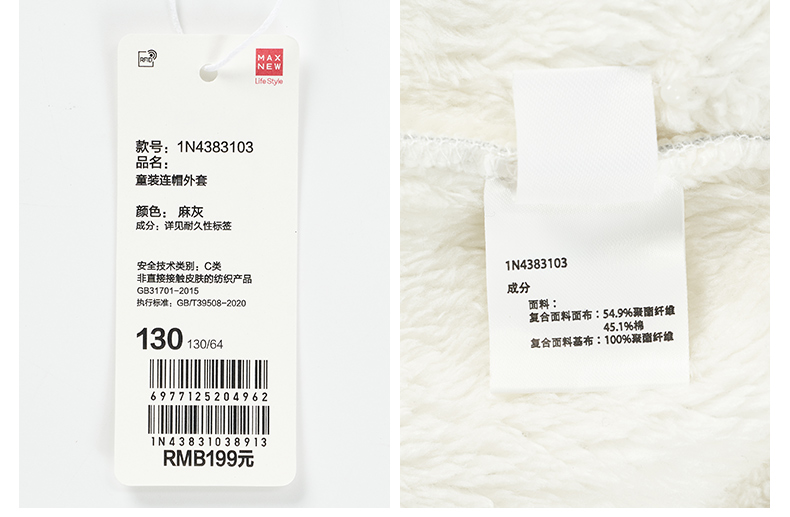 RFID
MAX
NEW
Life Style
款号：1N4383103
品名：
童装连帽外套
颜色：麻灰
成分：详见耐久性标签
安全技术类别：C类
非直接接触皮肤的纺织产品
GB31701-2015
执行标准：GB/T39508-2020
130 130/64
6977125204962
1N43831038913
RMB199元
1N4383103
成分
面料：
复合面料面布：54.9%聚酯纤维
45.1%棉
复合面料基布：100%聚酯纤维